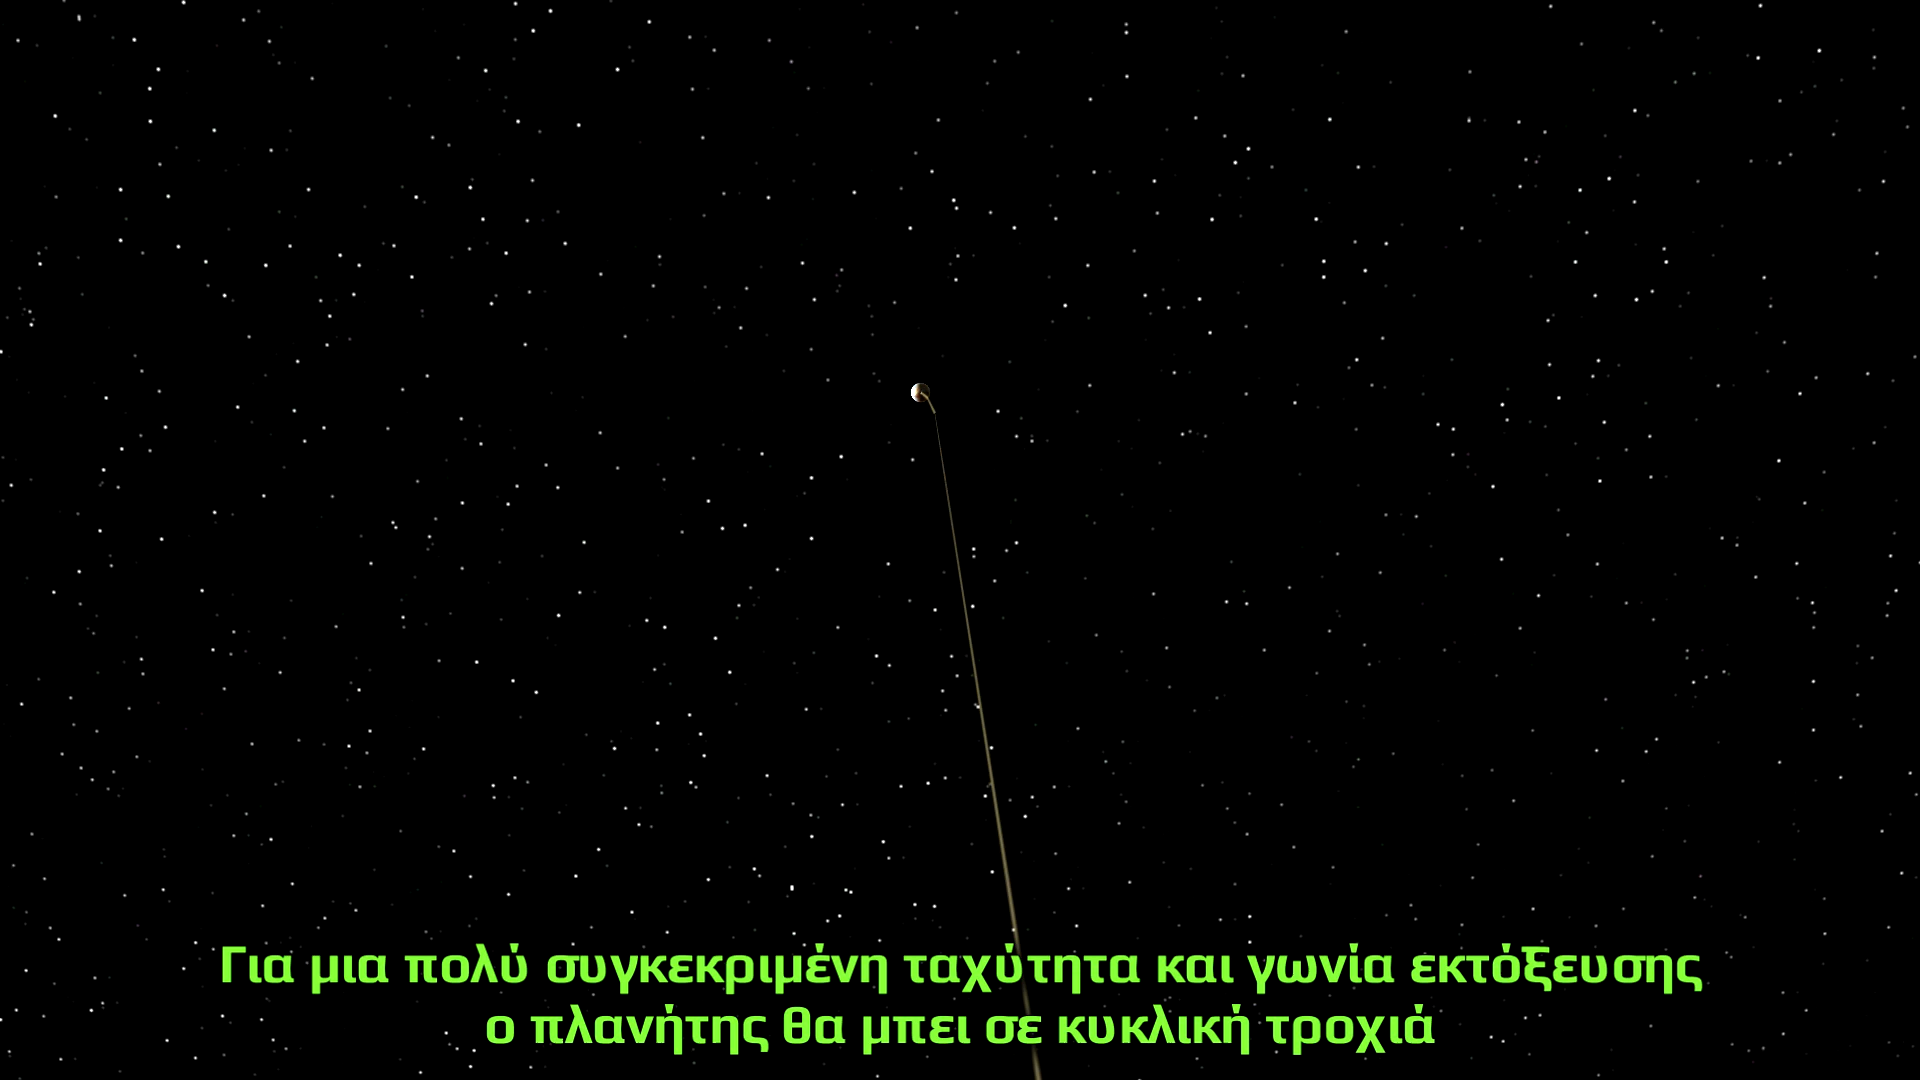 Για μια πολύ συγκεκριμένη ταχύτητα και γωνία εκτόξευσης
ο πλανήτης θα μπει σε κυκλική τροχιά